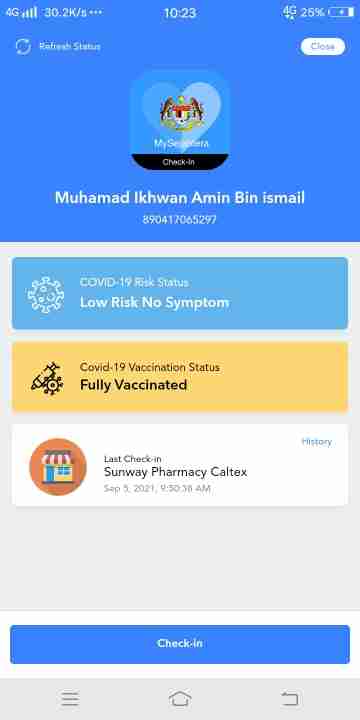 4G 30.2K/s ••• 10:23 4G 25%
Refresh Status Close
MySejahtera
Check-In
Muhamad Ikhwan Amin Bin ismail
890417065297
COVID-19 Risk Status
Low Risk No Symptom
Covid-19 Vaccination Status
Fully Vaccinated
History
Last Check-in
Sunway Pharmacy Caltex
Sep 5, 2021, 9:50:38 AM
Check-In